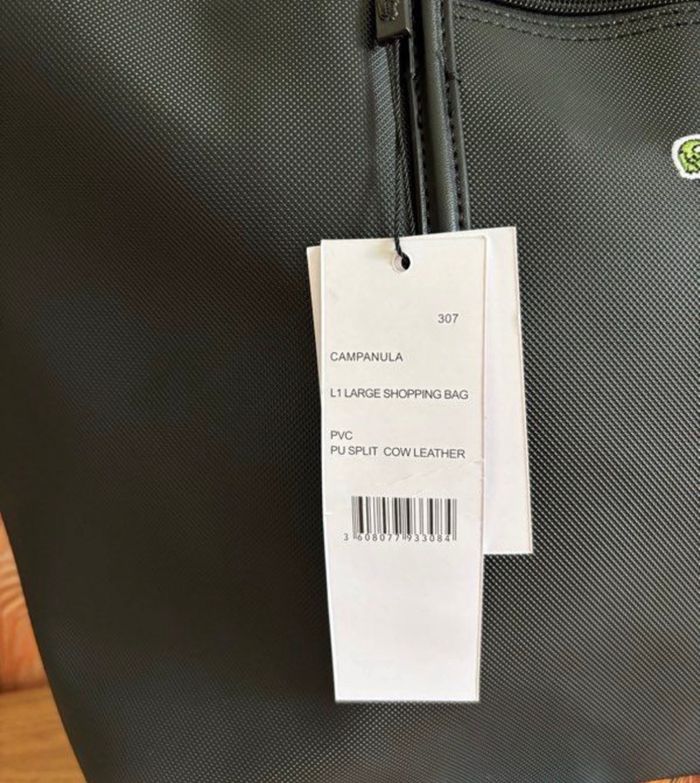 307
CAMPANULA
L1 LARGE SHOPPING BAG
PVC
PU SPLIT COW LEATHER
3 608077 933084